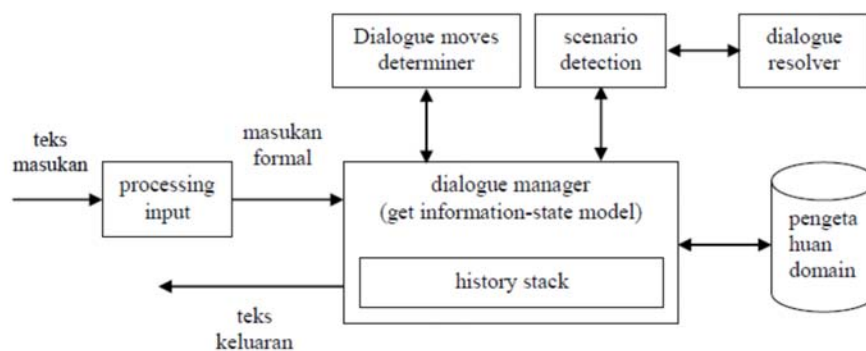 Dialogue moves
determiner
scenario
detection
dialogue
resolver
teks
masukan
processing
input
masukan
formal
dialogue manager
(get information-state model)
history stack
pengeta
huan
domain
teks
keluaran